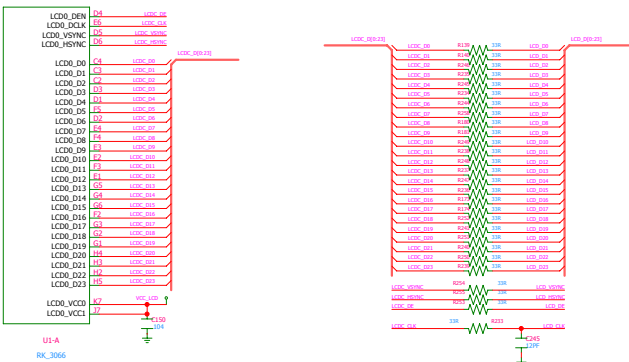 LCD0_DEN D4 LCDC_DE
LCD0_DCLK E6 LCDC_CLK
LCD0_VSYNC D5 LCDC_VSYNC
LCD0_HSYNC D6 LCDC_HSYNC
LCDC_D[0:23]
LCD0_D0 C4 LCDC_D0
LCD0_D1 C3 LCDC_D1
LCD0_D2 C2 LCDC_D2
LCD0_D3 D3 LCDC_D3
LCD0_D4 D1 LCDC_D4
LCD0_D5 F5 LCDC_D5
LCD0_D6 D2 LCDC_D6
LCD0_D7 E4 LCDC_D7
LCD0_D8 F4 LCDC_D8
LCD0_D9 E3 LCDC_D9
LCD0_D10 E2 LCDC_D10
LCD0_D11 F3 LCDC_D11
LCD0_D12 E1 LCDC_D12
LCD0_D13 G5 LCDC_D13
LCD0_D14 G4 LCDC_D14
LCD0_D15 G6 LCDC_D15
LCD0_D16 F2 LCDC_D16
LCD0_D17 G3 LCDC_D17
LCD0_D18 G2 LCDC_D18
LCD0_D19 G1 LCDC_D19
LCD0_D20 H4 LCDC_D20
LCD0_D21 H3 LCDC_D21
LCD0_D22 H2 LCDC_D22
LCD0_D23 H5 LCDC_D23
VCC_LCD
LCD0_VCC0 K7
LCD0_VCC1 J7
C150
104
U1-A
RK_3066
LCDC_D[0:23] LCD_D[0:23]
LCDC_D0 33R LCD_D0
LCDC_D1 33R LCD_D1
LCDC_D2 33R LCD_D2
LCDC_D3 33R LCD_D3
LCDC_D4 33R LCD_D4
LCDC_D5 33R LCD_D5
LCDC_D6 33R LCD_D6
LCDC_D7 33R LCD_D7
LCDC_D8 33R LCD_D8
LCDC_D9 33R LCD_D9
LCDC_D10 33R LCD_D10
LCDC_D11 33R LCD_D11
LCDC_D12 33R LCD_D12
LCDC_D13 33R LCD_D13
LCDC_D14 33R LCD_D14
LCDC_D15 33R LCD_D15
LCDC_D16 33R LCD_D16
LCDC_D17 33R LCD_D17
LCDC_D18 33R LCD_D18
LCDC_D19 33R LCD_D19
LCDC_D20 33R LCD_D20
LCDC_D21 33R LCD_D21
LCDC_D22 33R LCD_D22
LCDC_D23 33R LCD_D23
LCDC_VSYNC R254 33R LCD_VSYNC
LCDC_HSYNC R255 33R LCD_HSYNC
LCDC_DE R253 33R LCD_DE
LCDC_CLK 33R R233 LCD_CLK
C245
12PF